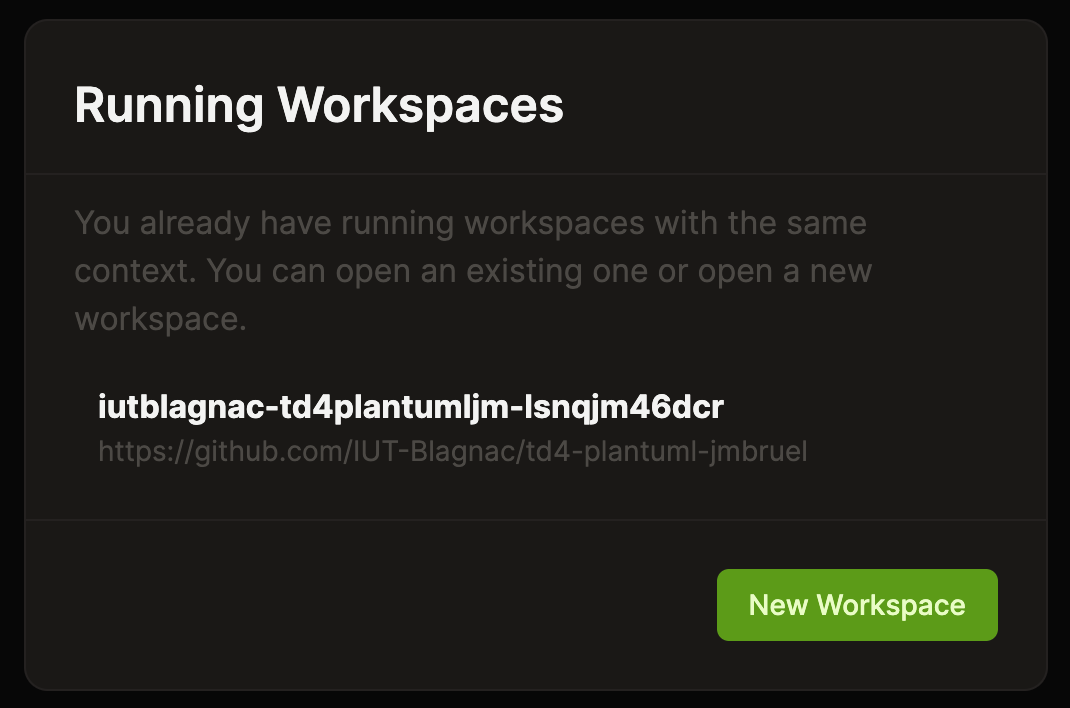 Running Workspaces
You already have running workspaces with the same
context. You can open an existing one or open a new
workspace.
iutblagnac-td4plantumljm-lsnqjm46dcr
https://github.com/IUT-Blagnac/td4-plantuml-jmbruel
New Workspace